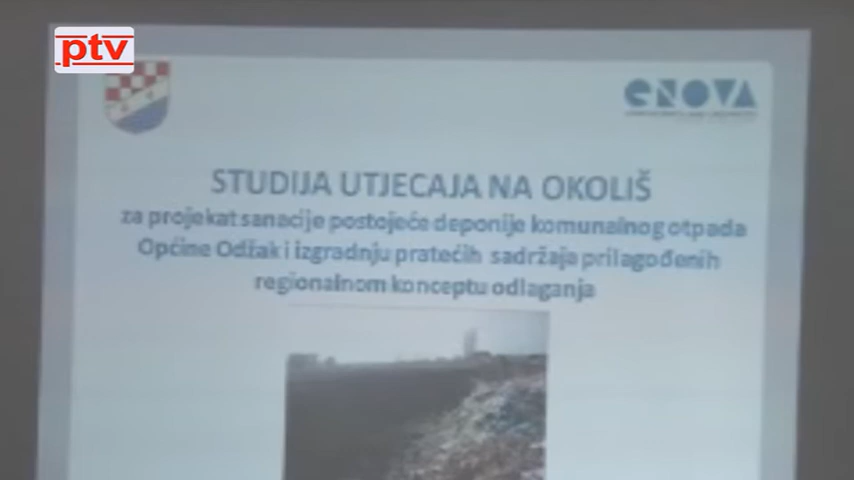 ptv
ENOVA
STUDIJA UTJECAJA NA OKOLIŠ
za projekat sanacije postojeće deponije komunalnog otpada
Općine Odžak i izgradnju pratećih sadržaja prilagođenih
regionalnom konceptu odlaganja